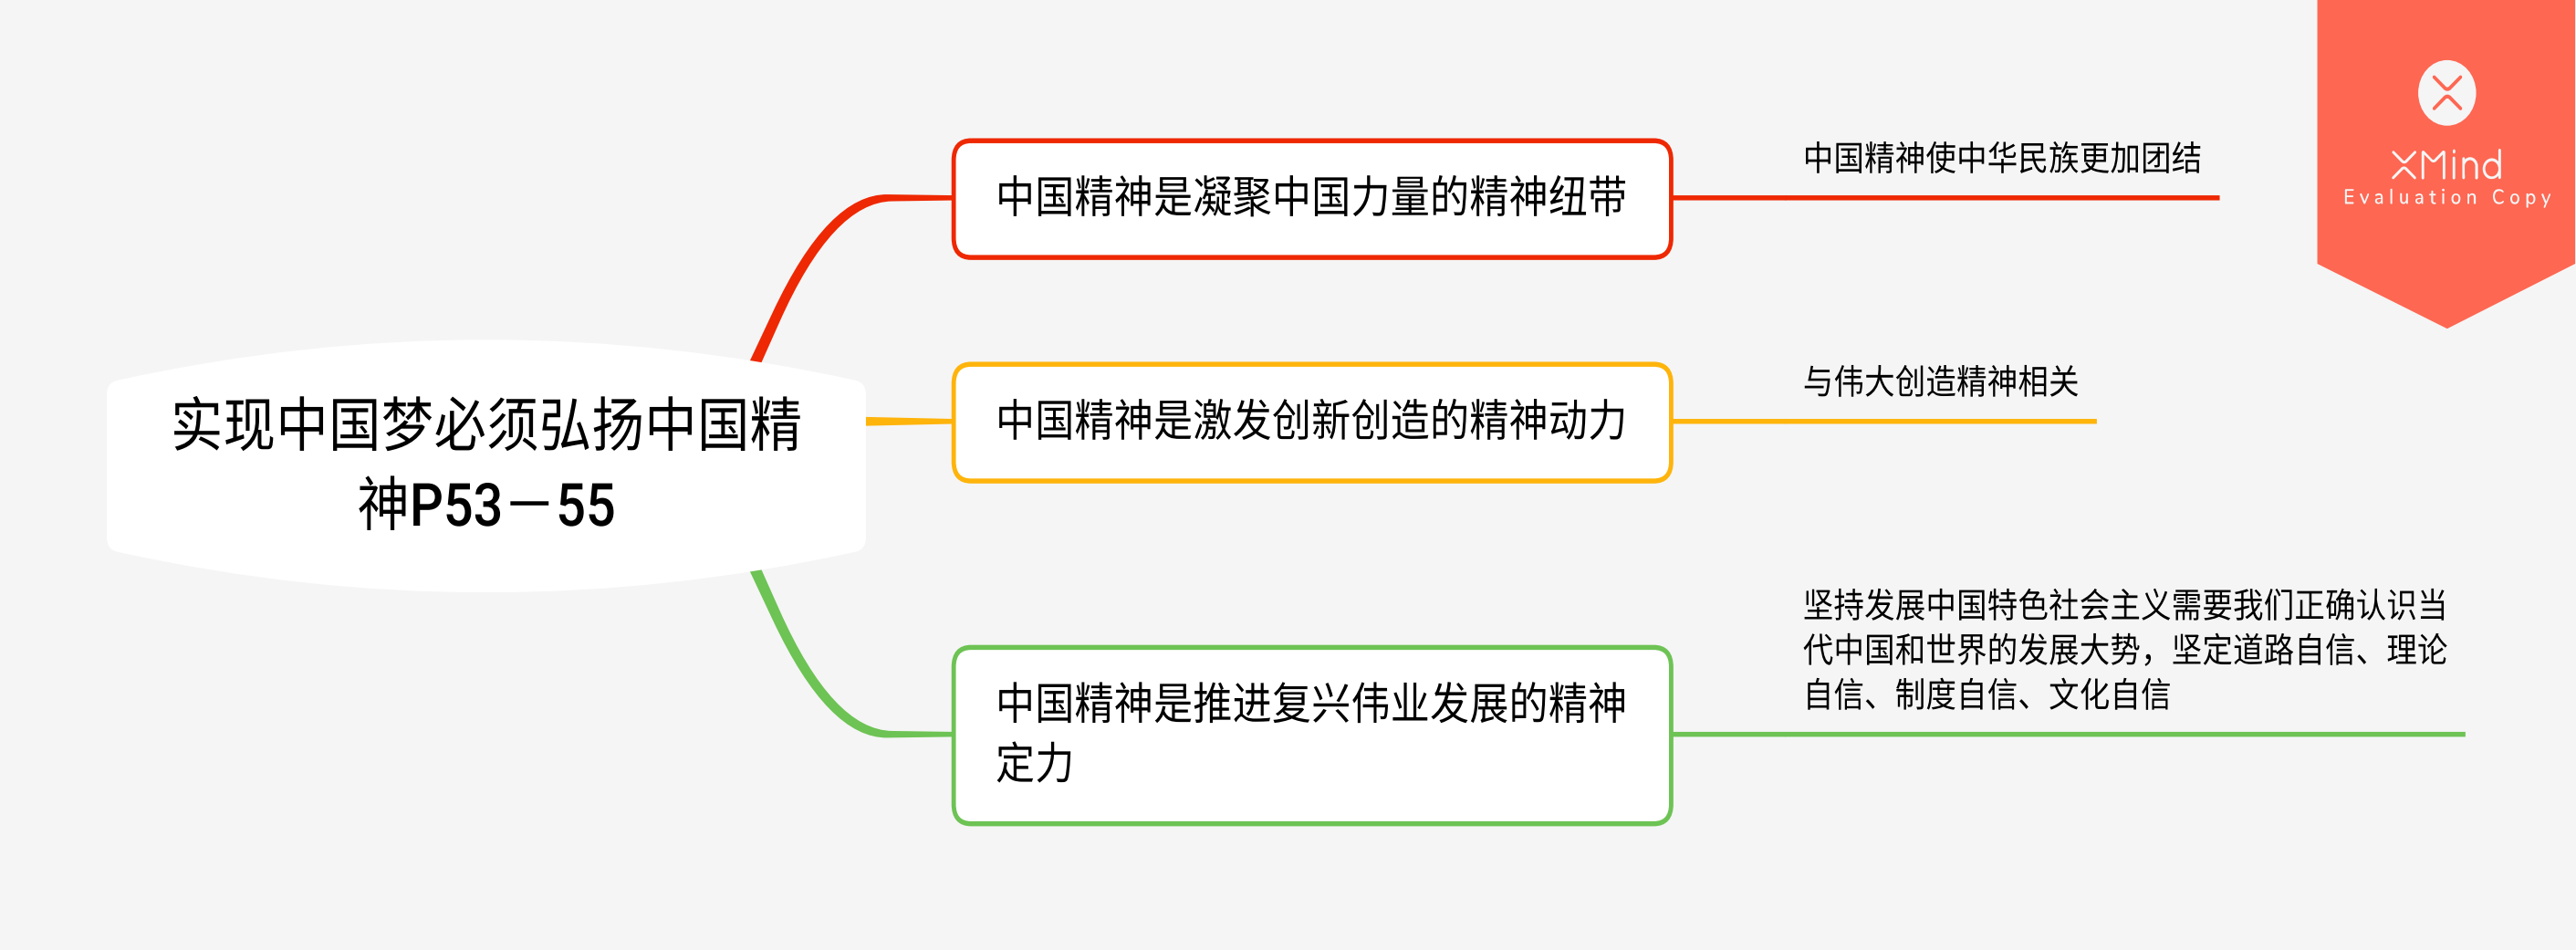 实现中国梦必须弘扬中国精
神P53－55
中国精神是凝聚中国力量的精神纽带
中国精神使中华民族更加团结
中国精神是激发创新创造的精神动力
与伟大创造精神相关
中国精神是推进复兴伟业发展的精神
定力
坚持发展中国特色社会主义需要我们正确认识当
代中国和世界的发展大势，坚定道路自信、理论
自信、制度自信、文化自信
XMind
Evaluation Copy